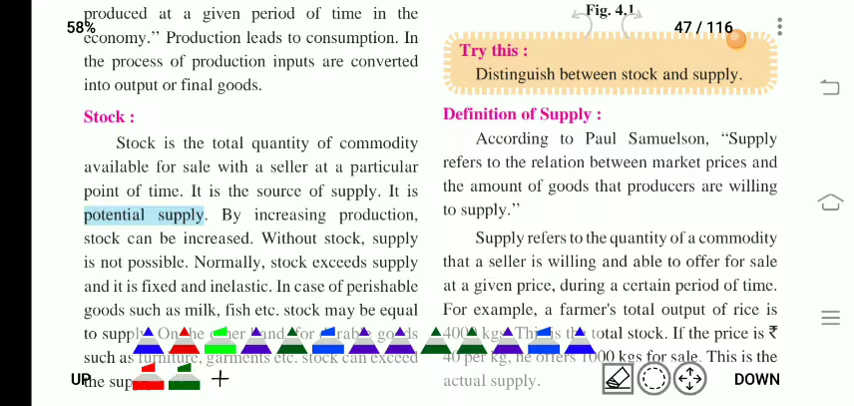 produced at a given period of time in the
58%
economy.’’ Production leads to consumption. In
the process of production inputs are converted
into output or final goods.
Stock :
Stock is the total quantity of commodity
available for sale with a seller at a particular
point of time. It is the source of supply. It is
potential supply. By increasing production,
stock can be increased. Without stock, supply
is not possible. Normally, stock exceeds supply
and it is fixed and inelastic. In case of perishable
goods such as milk, fish etc. stock may be equal
to supply. On the other hand, for durable goods
such as furniture, garments etc. stock can exceed
UP
the
Fig. 4.1
47 / 116
Try this :
Distinguish between stock and supply.
Definition of Supply :
According to Paul Samuelson, “Supply
refers to the relation between market prices and
the amount of goods that producers are willing
to supply.’’
Supply refers to the quantity of a commodity
that a seller is willing and able to offer for sale
at a given price, during a certain period of time.
For example, a farmer's total output of rice is
4000 kgs. This is the total stock. If the price is ₹
40 per kg, he offers 1000 kgs for sale. This is the
actual supply.
DOWN